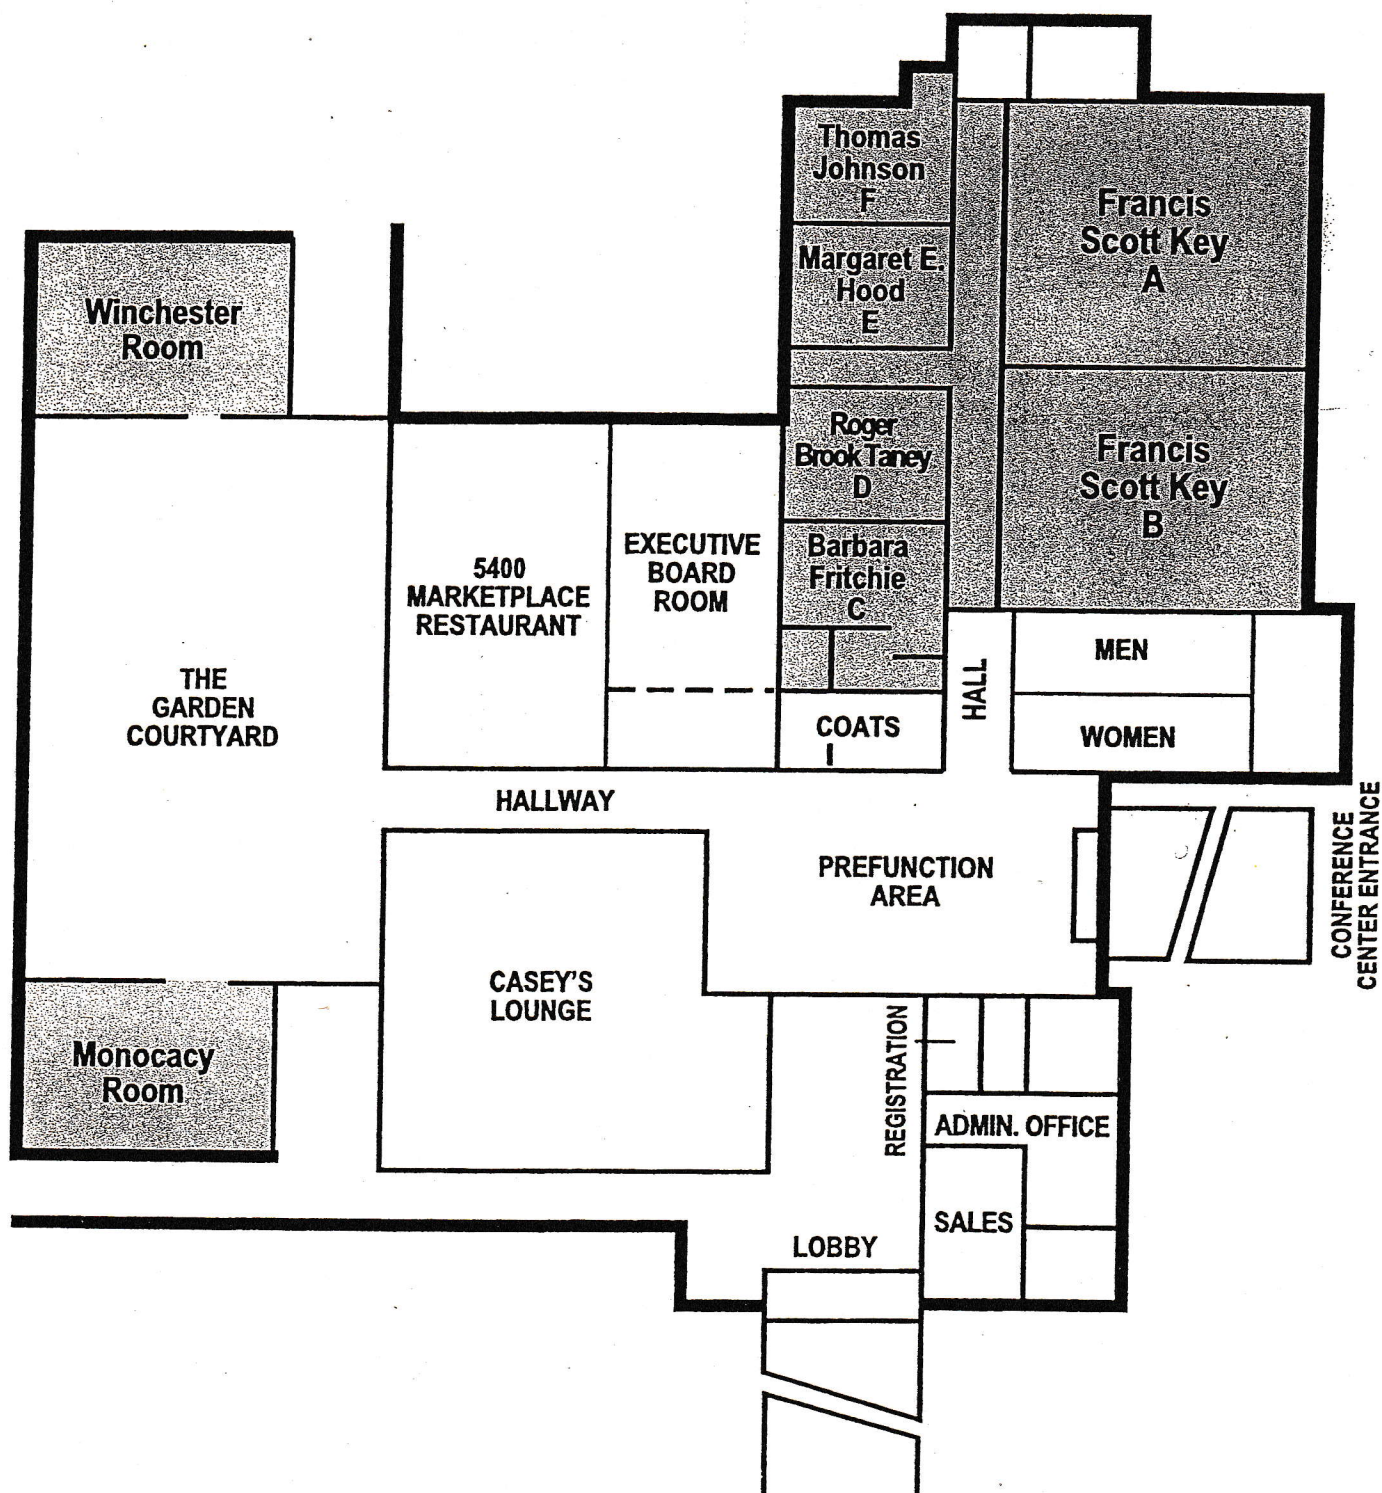 Thomas
Johnson
F
Francis
Scott Key
A
Margaret E.
Hood
E
Winchester
Room
Roger
Brook Taney
D
Francis
Scott Key
B
Barbara
Fritchie
C
EXECUTIVE
BOARD
ROOM
5400
MARKETPLACE
RESTAURANT
THE
GARDEN
COURTYARD
MEN
HALL
WOMEN
COATS
HALLWAY
PREFUNCTION
AREA
CONFERENCE
CENTER ENTRANCE
CASEY'S
LOUNGE
Monocacy
Room
REGISTRATION
ADMIN. OFFICE
SALES
LOBBY